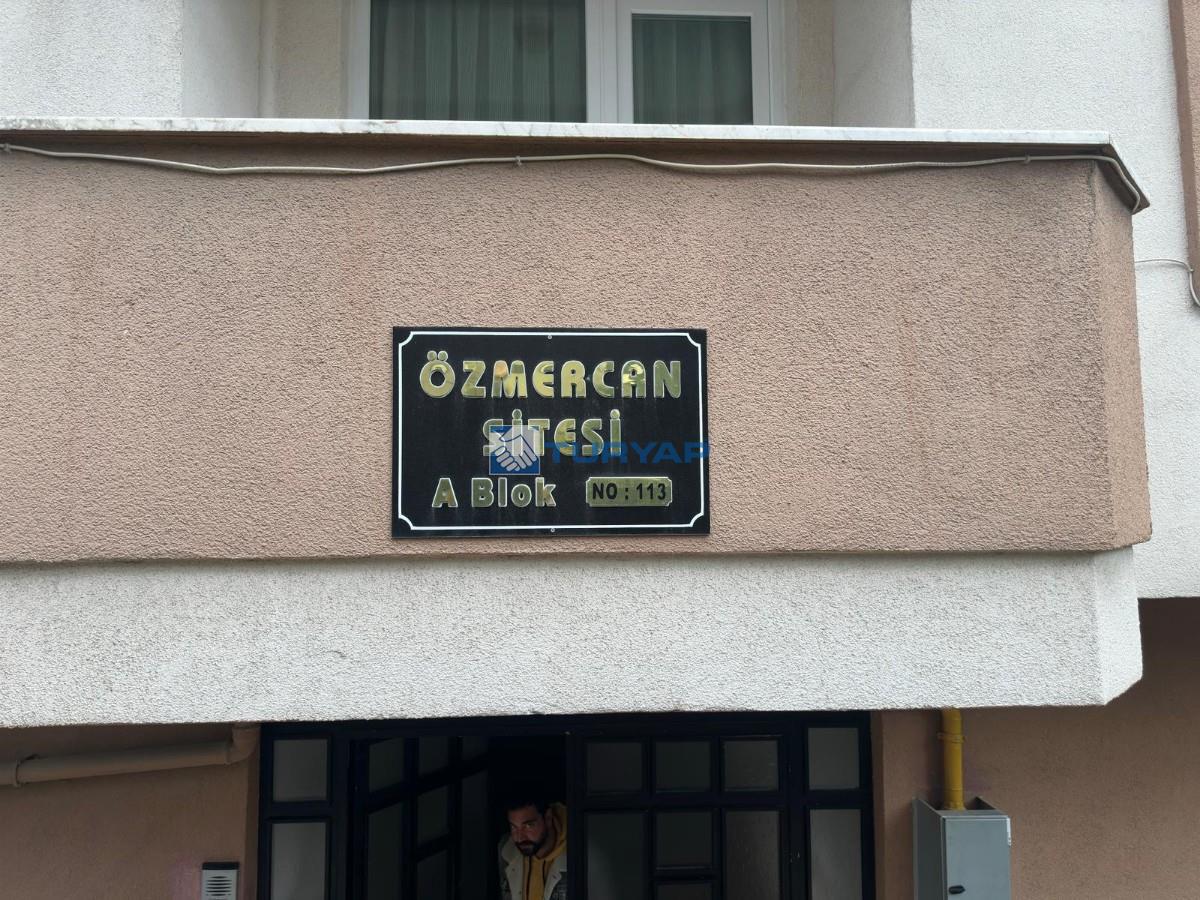 ÖZMERCAN
SİTESİ
TURYAP
A Blok NO : 113